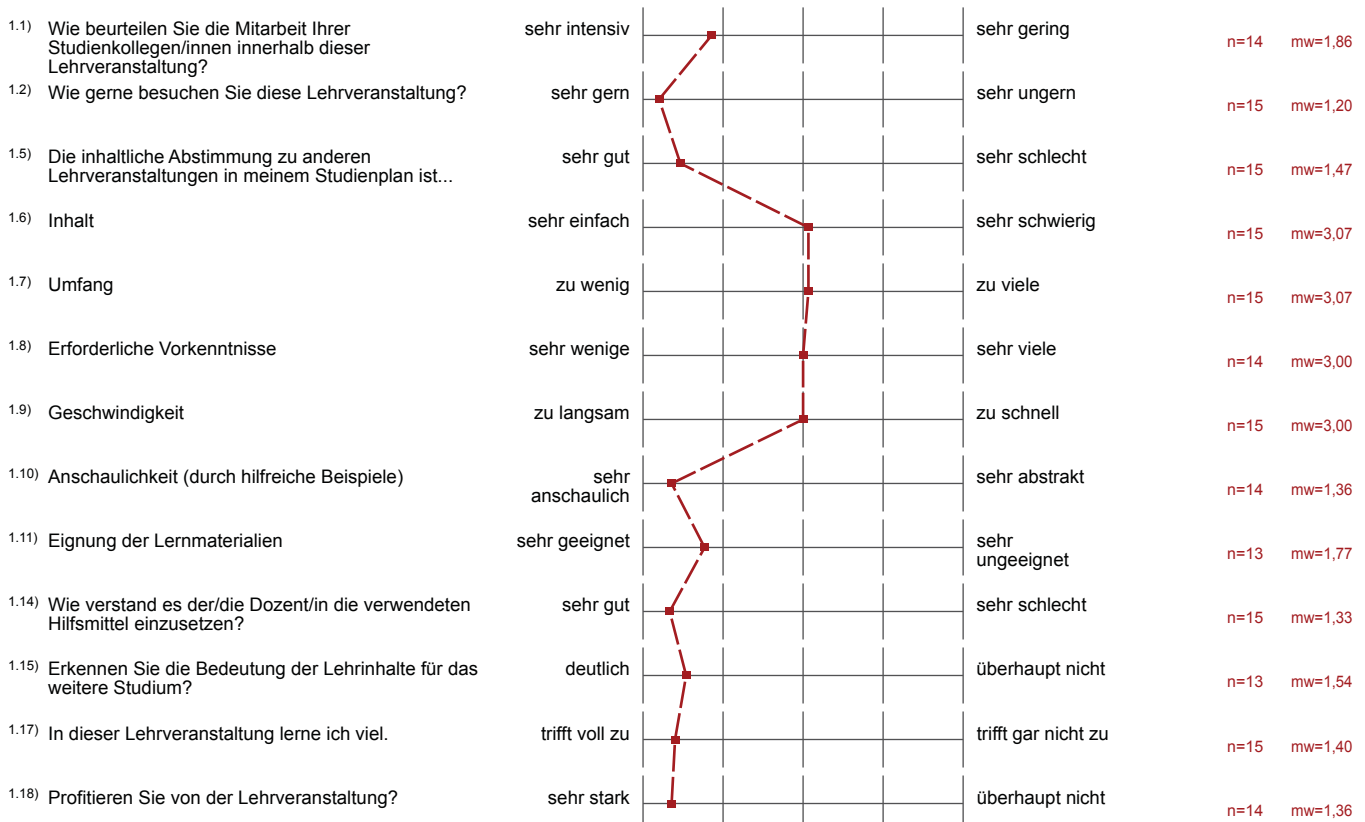 1.1) Wie beurteilen Sie die Mitarbeit Ihrer
Studienkollegen/innen innerhalb dieser
Lehrveranstaltung?
sehr intensiv
sehr gering
n=14 mw=1,86
1.2) Wie gerne besuchen Sie diese Lehrveranstaltung?
sehr gern
sehr ungern
n=15 mw=1,20
1.5) Die inhaltliche Abstimmung zu anderen
Lehrveranstaltungen in meinem Studienplan ist...
sehr gut
sehr schlecht
n=15 mw=1,47
1.6) Inhalt
sehr einfach
sehr schwierig
n=15 mw=3,07
1.7) Umfang
zu wenig
zu viele
n=15 mw=3,07
1.8) Erforderliche Vorkenntnisse
sehr wenige
sehr viele
n=14 mw=3,00
1.9) Geschwindigkeit
zu langsam
zu schnell
n=15 mw=3,00
1.10) Anschaulichkeit (durch hilfreiche Beispiele)
sehr
anschaulich
sehr abstrakt
n=14 mw=1,36
1.11) Eignung der Lernmaterialien
sehr geeignet
sehr
ungeeignet
n=13 mw=1,77
1.14) Wie verstand es der/die Dozent/in die verwendeten
Hilfsmittel einzusetzen?
sehr gut
sehr schlecht
n=15 mw=1,33
1.15) Erkennen Sie die Bedeutung der Lehrinhalte für das
weitere Studium?
deutlich
überhaupt nicht
n=13 mw=1,54
1.17) In dieser Lehrveranstaltung lerne ich viel.
trifft voll zu
trifft gar nicht zu
n=15 mw=1,40
1.18) Profitieren Sie von der Lehrveranstaltung?
sehr stark
überhaupt nicht
n=14 mw=1,36